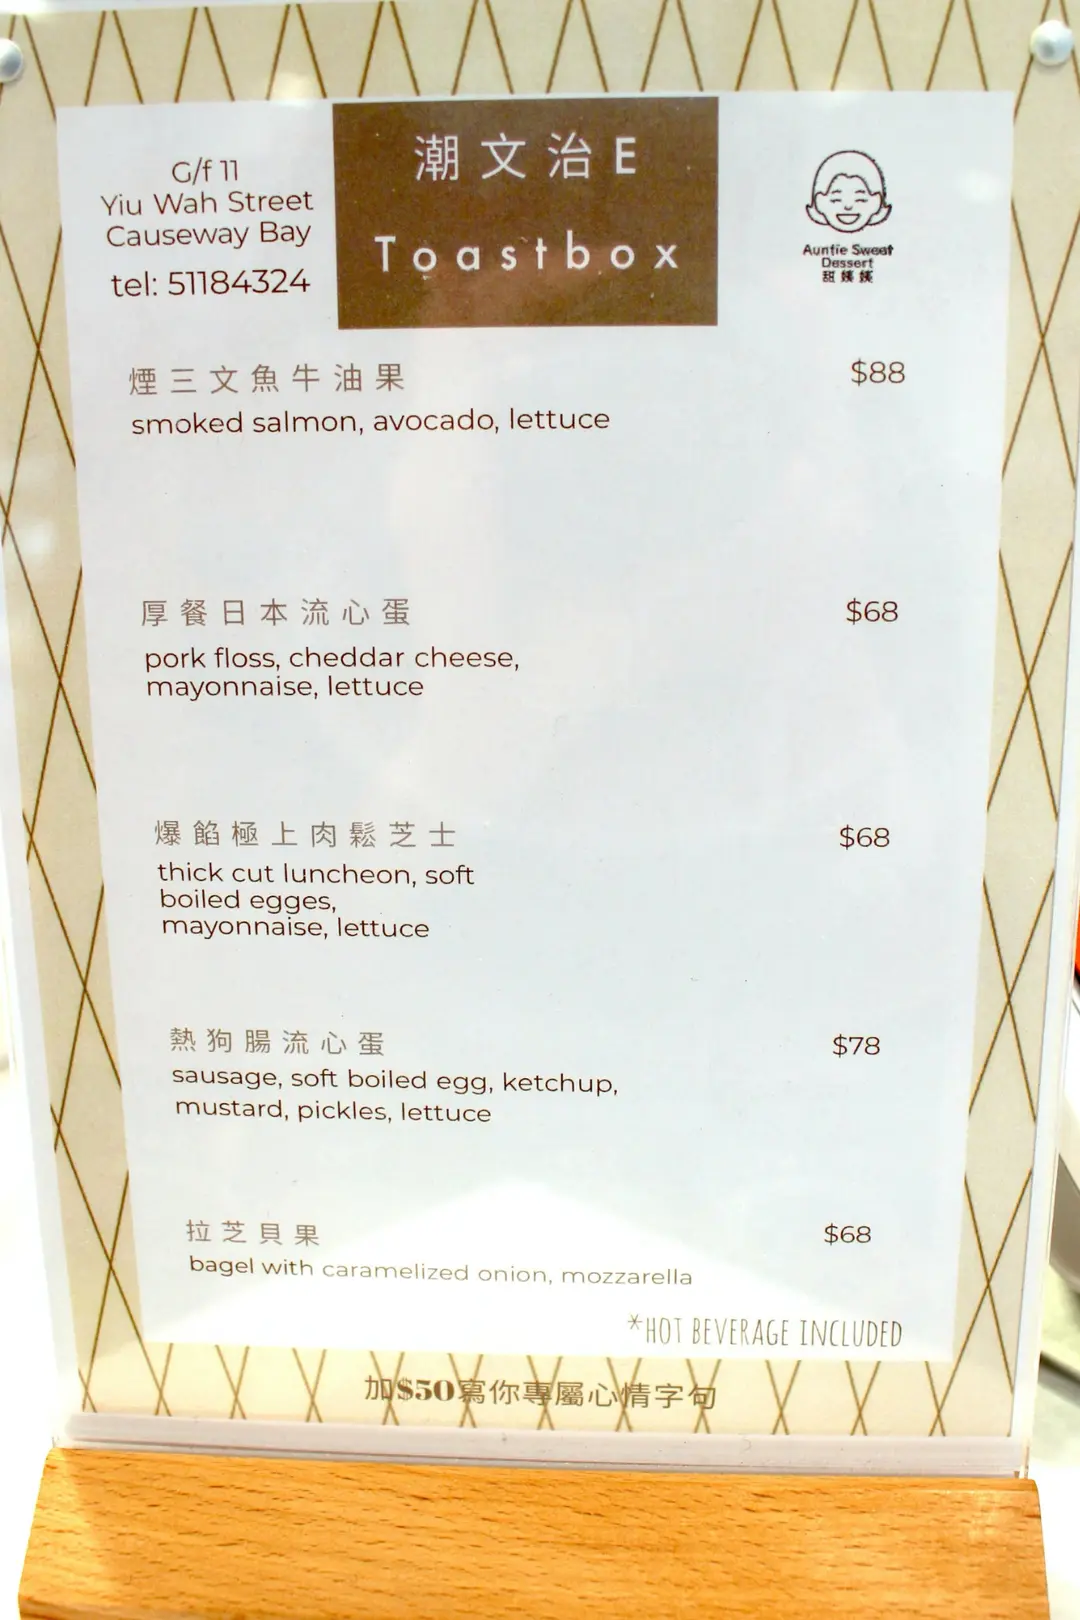 G/f 11
Yiu Wah Street
Causeway Bay
tel: 51184324
潮文治E
Toastbox
Auntie Sweet
Dessert
甜姨姨
煙三文魚牛油果 $88
smoked salmon, avocado, lettuce
厚餐日本流心蛋 $68
pork floss, cheddar cheese,
mayonnaise, lettuce
爆餡極上肉鬆芝士 $68
thick cut luncheon, soft
boiled egges,
mayonnaise, lettuce
熱狗腸流心蛋 $78
sausage, soft boiled egg, ketchup,
mustard, pickles, lettuce
拉芝貝果 $68
bagel with caramelized onion, mozzarella
*HOT BEVERAGE INCLUDED
加$50寫你專屬心情字句